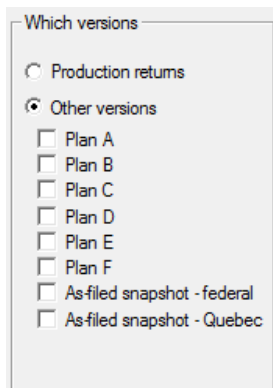 Which versions
Production returns
Other versions
Plan A
Plan B
Plan C
Plan D
Plan E
Plan F
As-filed snapshot - federal
As-filed snapshot - Quebec